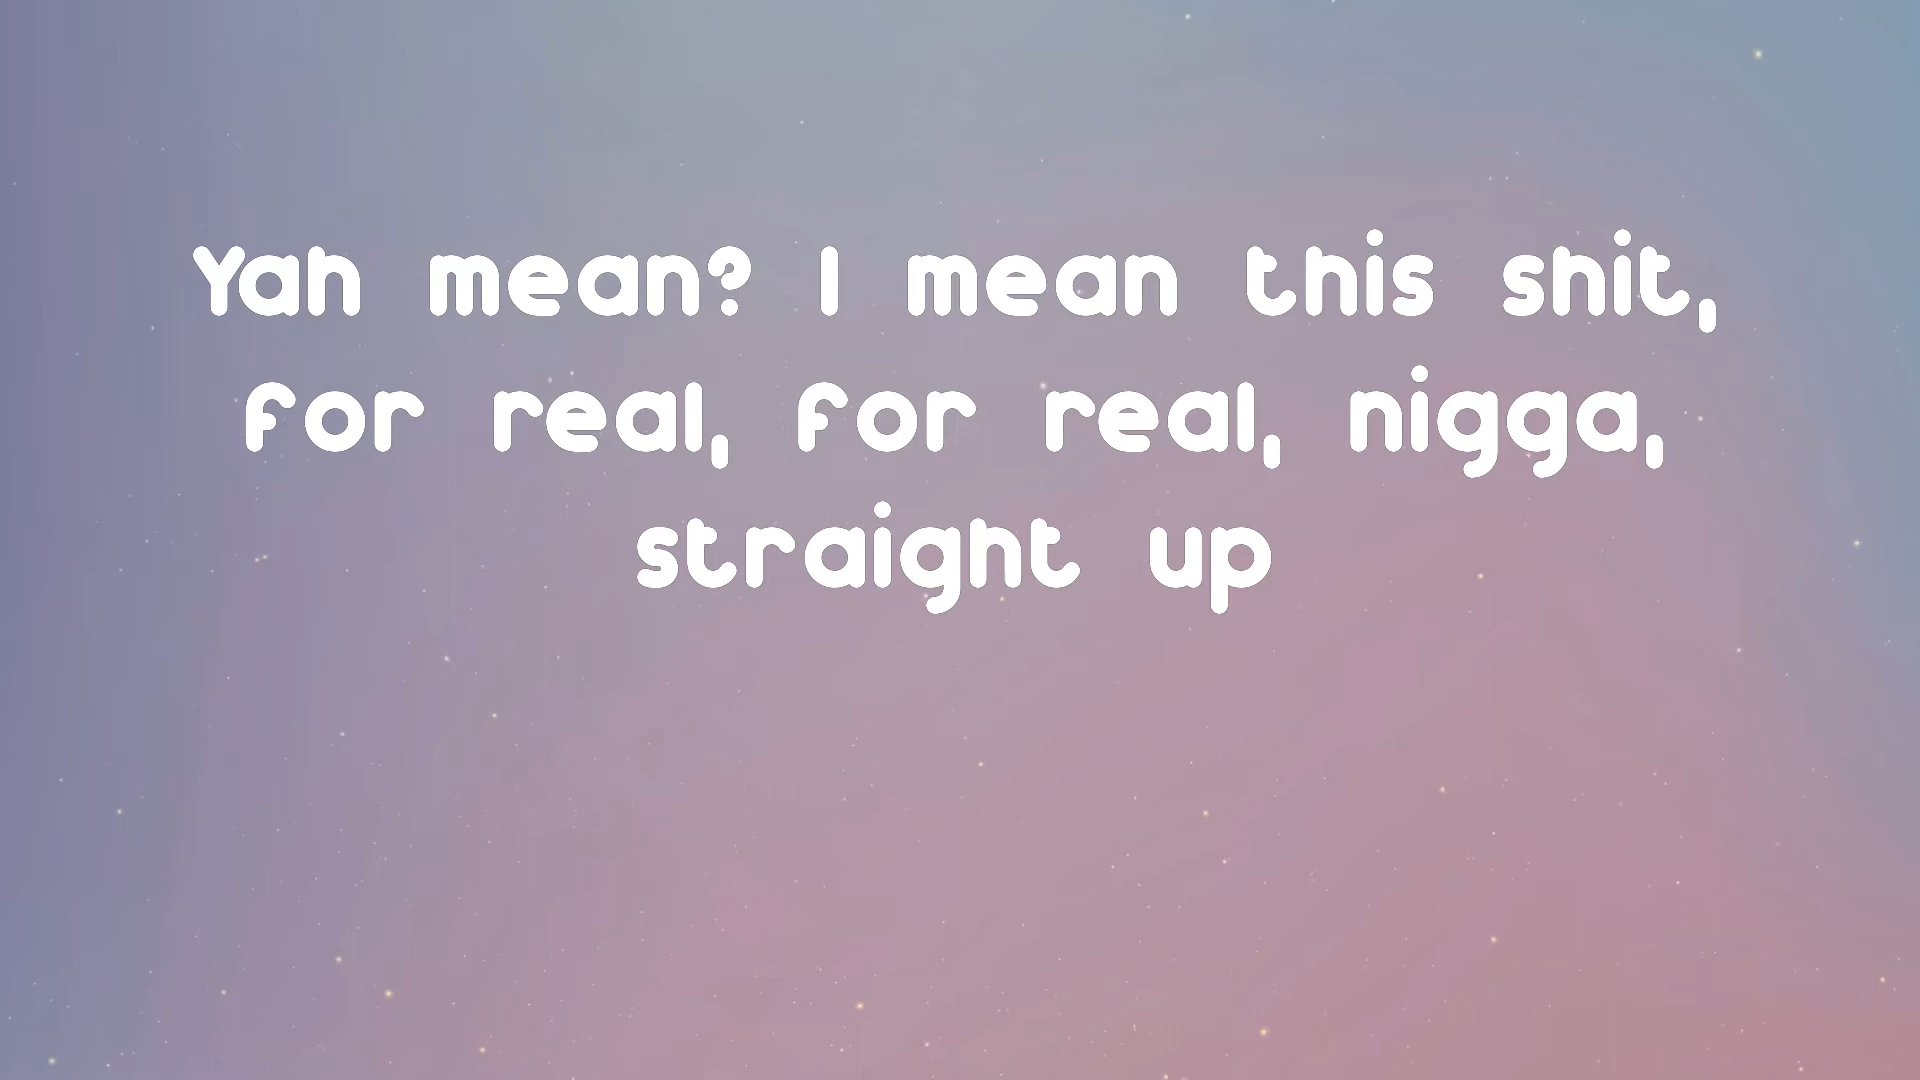 Yah mean? I mean this shit,
for real, for real, nigga,
straight up